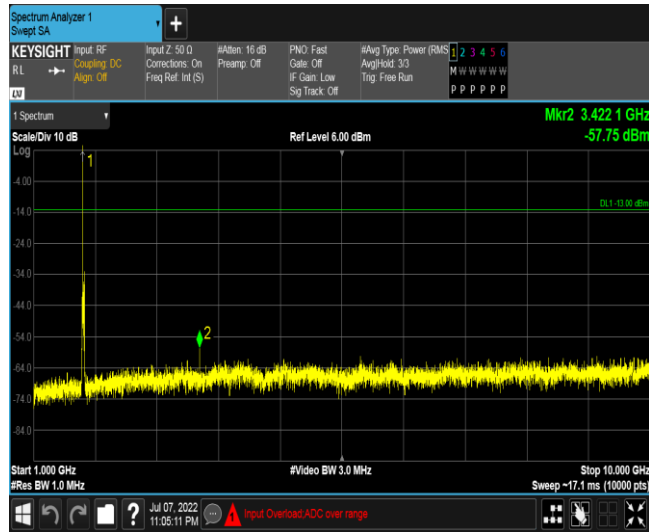 Spectrum Analyzer 1
Swept SA
+
KEYSIGHT Input: RF Input Z: 50 Ω #Atten: 16 dB PNO: Fast #Avg Type: Power (RMS 1 2 3 4 5 6
RL Coupling: DC Corrections: On Preamp: Off Gate: Off Avg|Hold: 3/3 M W W W W W
Align: Off Freq Ref: Int (S) IF Gain: Low Trig: Free Run
LXI Sig Track: Off P P P P P P
1 Spectrum Mkr2 3.422 1 GHz
Scale/Div 10 dB Ref Level 6.00 dBm -57.75 dBm
Log
1
-4.00
DL1 -13.00 dBm
-14.0
-24.0
-34.0
-44.0
-54.0
2
-64.0
-74.0
-84.0
Start 1.000 GHz #Video BW 3.0 MHz Stop 10.000 GHz
#Res BW 1.0 MHz Sweep ~17.1 ms (10000 pts)
? Jul 07, 2022
11:05:11 PM
1 Input Overload;ADC over range